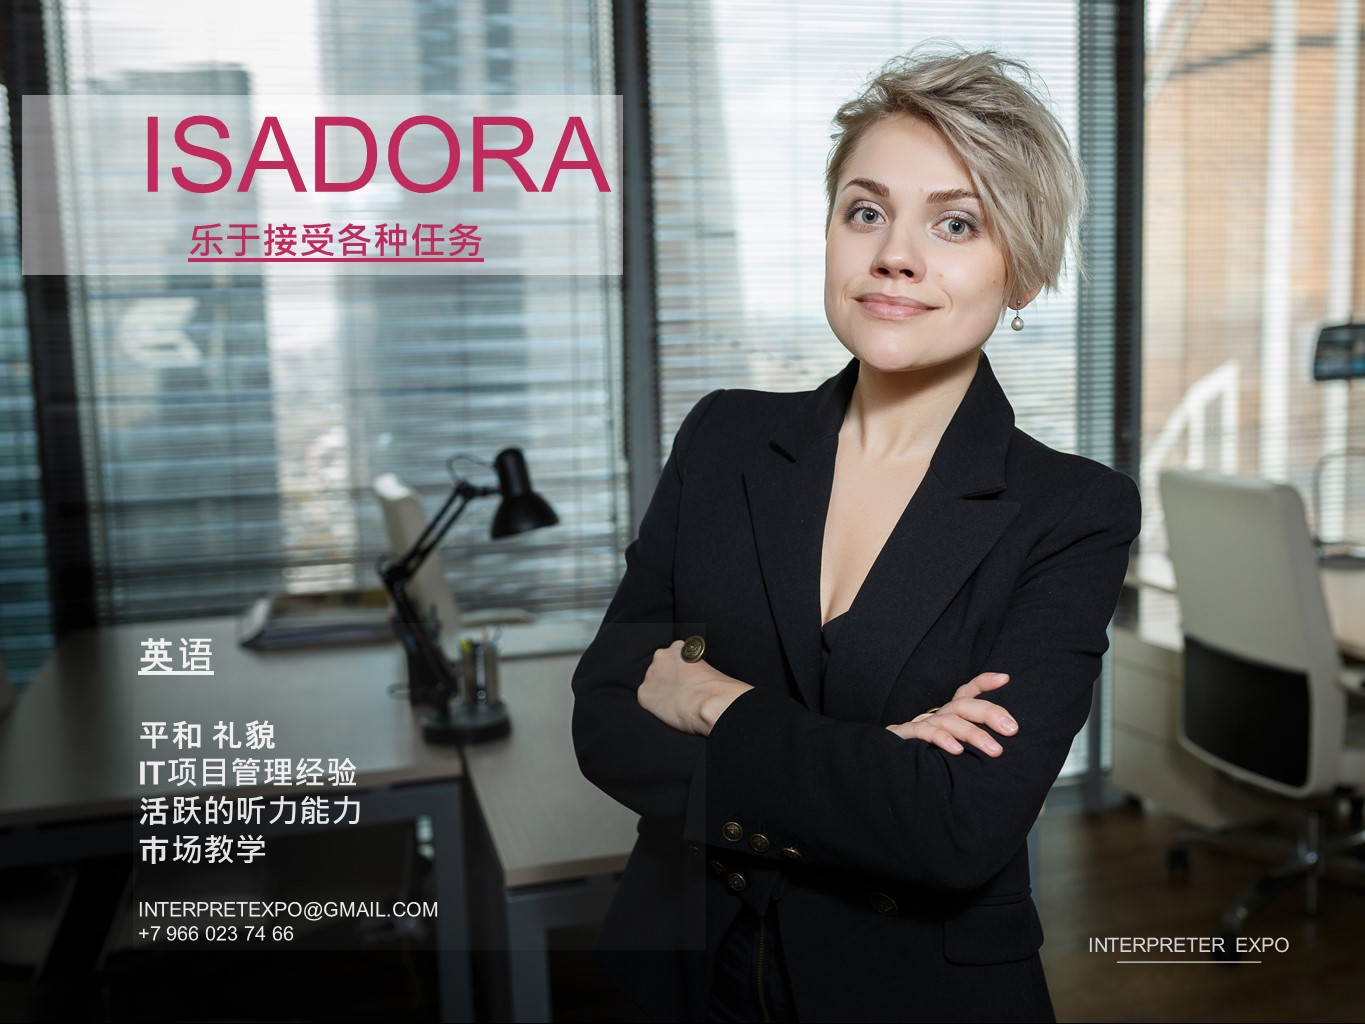 ISADORA
乐于接受各种任务
英语
平和 礼貌
IT项目管理经验
活跃的听力能力
市场教学
INTERPRETEXPO@GMAIL.COM
+7 966 023 74 66
INTERPRETER EXPO